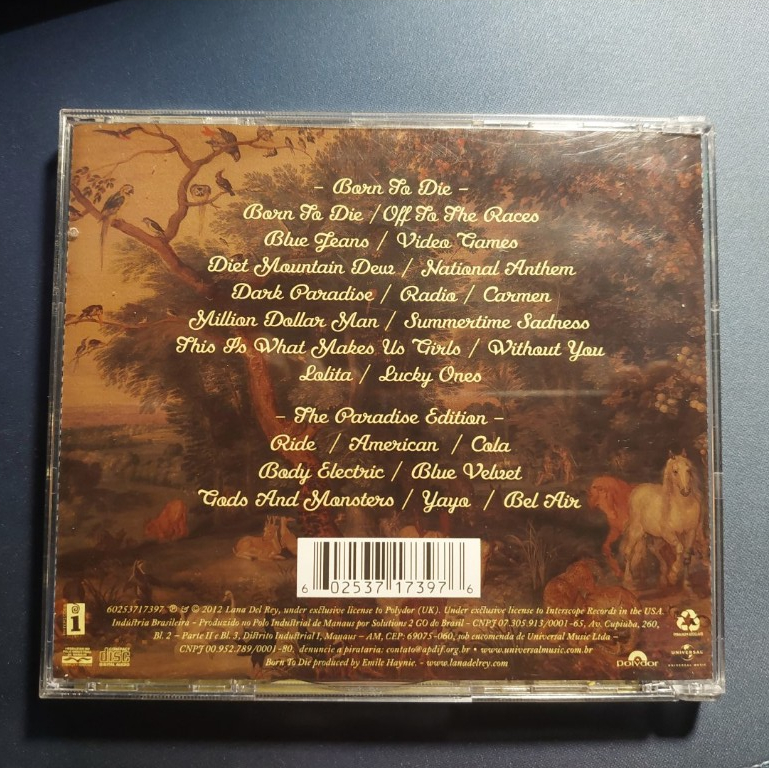 – Born To Die –
Born To Die / Off To The Races
Blue Jeans / Video Games
Diet Mountain Dew / National Anthem
Dark Paradise / Radio / Carmen
Million Dollar Man / Summertime Sadness
This Is What Makes Us Girls / Without You
Lolita / Lucky Ones
– The Paradise Edition –
Ride / American / Cola
Body Electric / Blue Velvet
Gods And Monsters / Yayo / Bel Air
6 02537 17397 6
60253717397 ℗ & © 2012 Lana Del Rey, under exclusive license to Polydor (UK). Under exclusive license to Interscope Records in the USA.
Indústria Brasileira – Produzido no Polo Industrial de Manaus por Solutions 2 GO do Brasil - CNPJ 07.305.913/0001-65, Av. Cupiuba, 260,
Bl. 2 – Parte II e Bl. 3, Distrito Industrial I, Manaus – AM, CEP: 69075-060, sob encomenda de Universal Music Ltda –
CNPJ 00.952.789/0001-80. denuncie a pirataria: contato@apdif.org.br • www.universalmusic.com.br
Born To Die produced by Emile Haynie. • www.lanadelrey.com
1
disc
polydor
UNIVERSAL
UNIVERSAL MUSIC